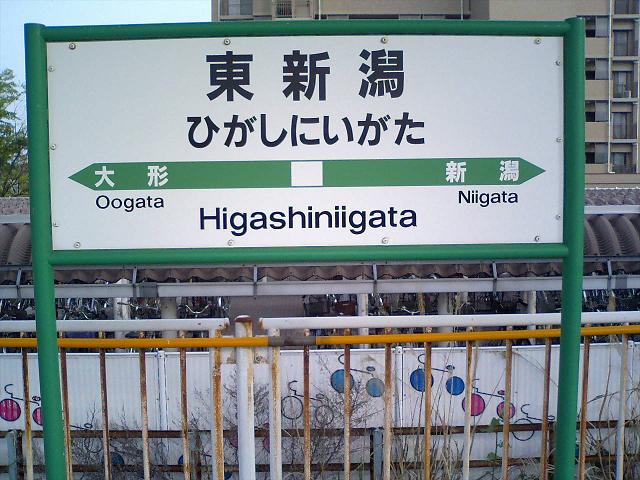 東新潟
ひがしにいがた
大形 新潟
Oogata Niigata
Higashiniigata